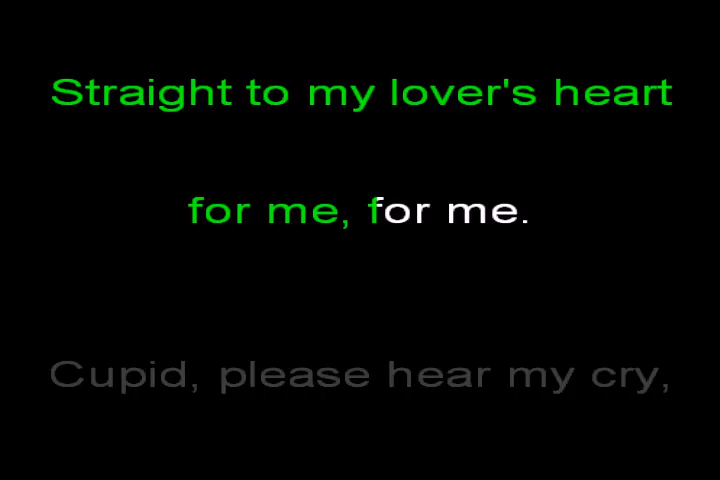 Straight to my lover's heart
for me, for me.
Cupid, please hear my cry,